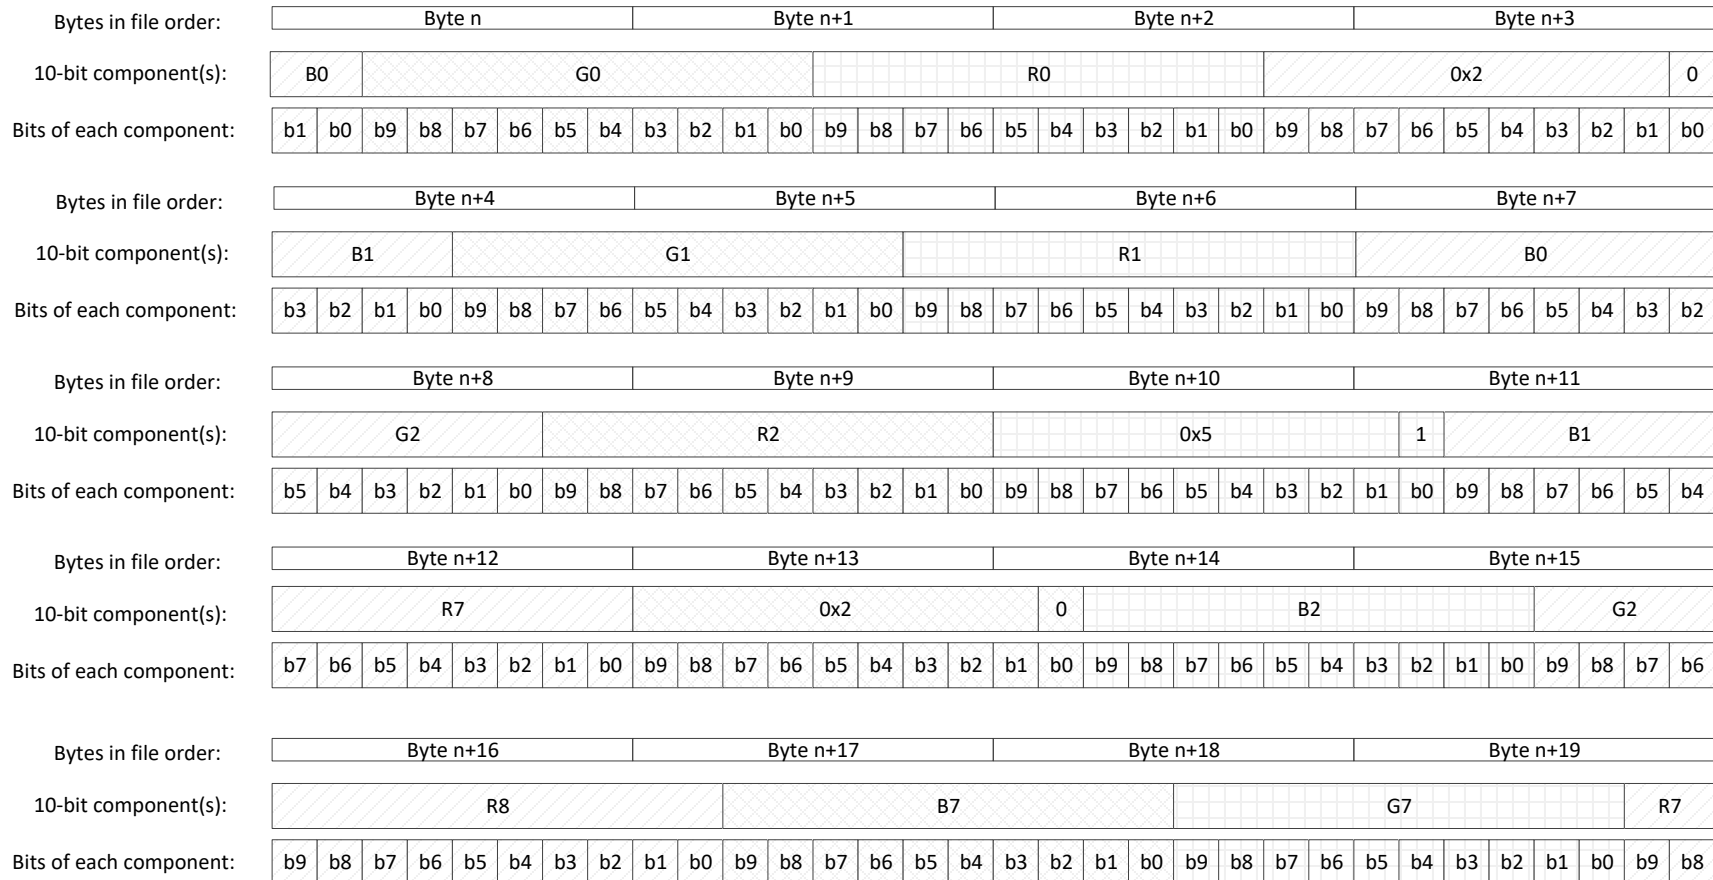 Bytes in file order: Byte n Byte n+1 Byte n+2 Byte n+3
10-bit component(s): B0 G0 R0 0x2 0
Bits of each component: b1 b0 b9 b8 b7 b6 b5 b4 b3 b2 b1 b0 b9 b8 b7 b6 b5 b4 b3 b2 b1 b0 b9 b8 b7 b6 b5 b4 b3 b2 b1 b0
Bytes in file order: Byte n+4 Byte n+5 Byte n+6 Byte n+7
10-bit component(s): B1 G1 R1 B0
Bits of each component: b3 b2 b1 b0 b9 b8 b7 b6 b5 b4 b3 b2 b1 b0 b9 b8 b7 b6 b5 b4 b3 b2 b1 b0 b9 b8 b7 b6 b5 b4 b3 b2
Bytes in file order: Byte n+8 Byte n+9 Byte n+10 Byte n+11
10-bit component(s): G2 R2 0x5 1 B1
Bits of each component: b5 b4 b3 b2 b1 b0 b9 b8 b7 b6 b5 b4 b3 b2 b1 b0 b9 b8 b7 b6 b5 b4 b3 b2 b1 b0 b9 b8 b7 b6 b5 b4
Bytes in file order: Byte n+12 Byte n+13 Byte n+14 Byte n+15
10-bit component(s): R7 0x2 0 B2 G2
Bits of each component: b7 b6 b5 b4 b3 b2 b1 b0 b9 b8 b7 b6 b5 b4 b3 b2 b1 b0 b9 b8 b7 b6 b5 b4 b3 b2 b1 b0 b9 b8 b7 b6
Bytes in file order: Byte n+16 Byte n+17 Byte n+18 Byte n+19
10-bit component(s): R8 B7 G7 R7
Bits of each component: b9 b8 b7 b6 b5 b4 b3 b2 b1 b0 b9 b8 b7 b6 b5 b4 b3 b2 b1 b0 b9 b8 b7 b6 b5 b4 b3 b2 b1 b0 b9 b8